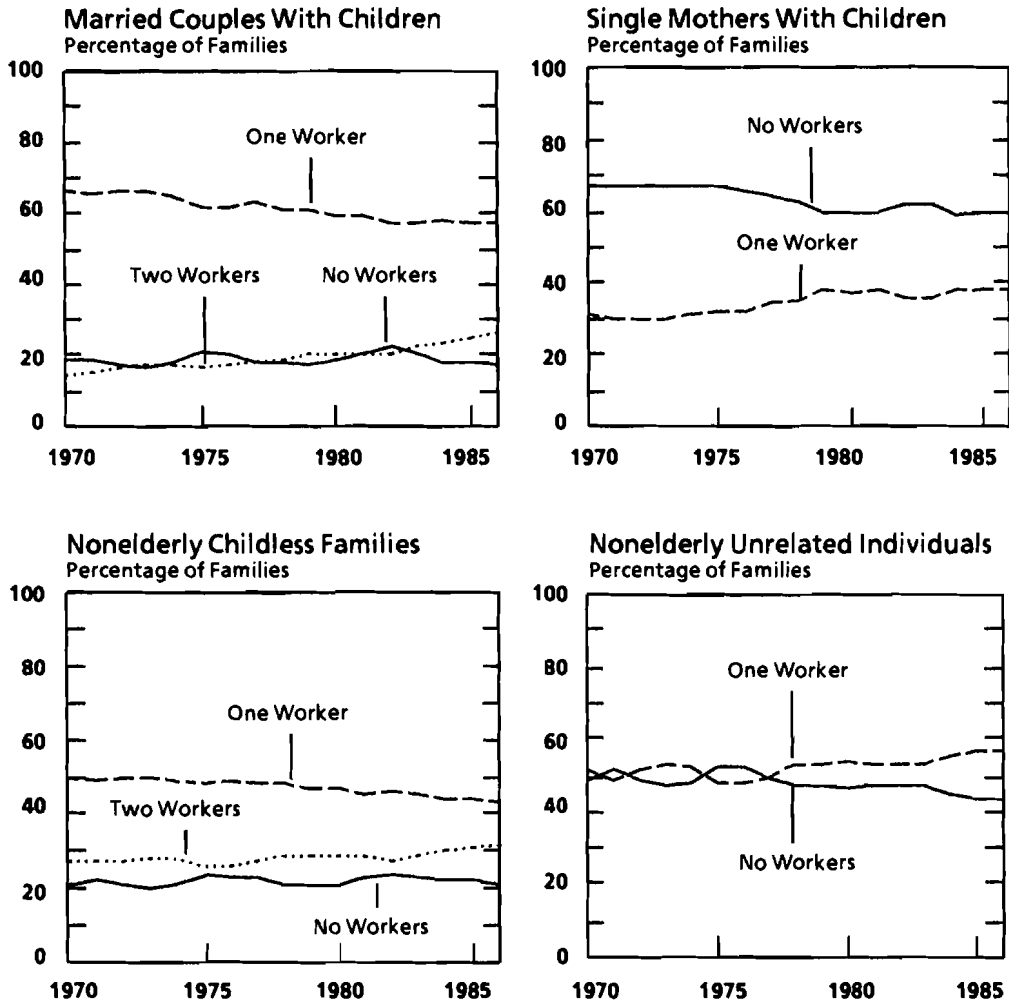 Married Couples With Children
Percentage of Families
100
80
60
40
20
0
One Worker
Two Workers
No Workers
1970
1975
1980
1985
Single Mothers With Children
Percentage of Families
100
80
60
40
20
0
No Workers
One Worker
1970
1975
1980
1985
Nonelderly Childless Families
Percentage of Families
100
80
60
40
20
0
One Worker
Two Workers
No Workers
1970
1975
1980
1985
Nonelderly Unrelated Individuals
Percentage of Families
100
80
60
40
20
0
One Worker
No Workers
1970
1975
1980
1985